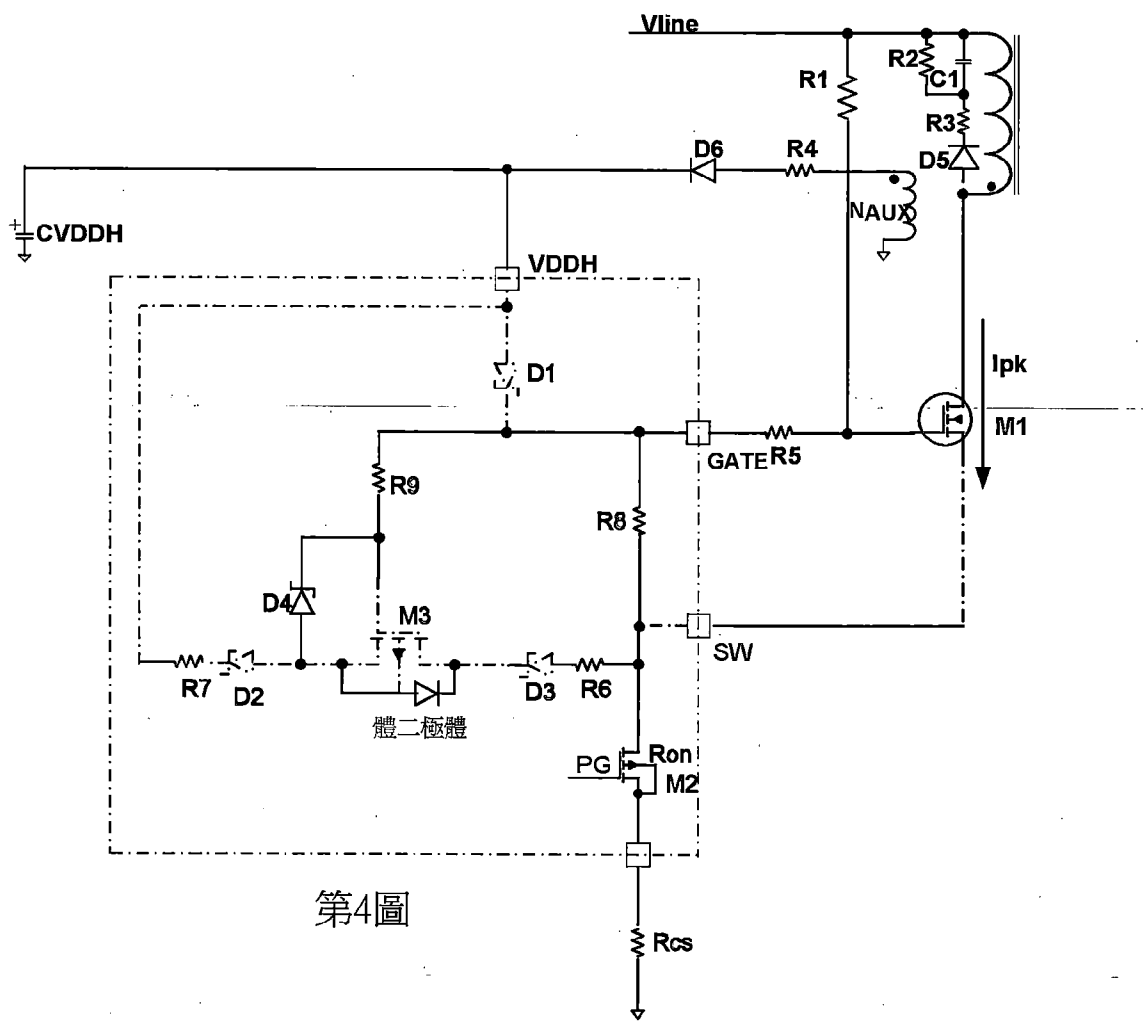 Vline
R2
C1
R1
R3
D6
R4
D5
NAUX
CVDDH
VDDH
D1
Ipk
M1
GATE
R5
R9
R8
D4
M3
SW
R7
D2
D3
R6
體二極體
PG
Ron
M2
第4圖
Rcs